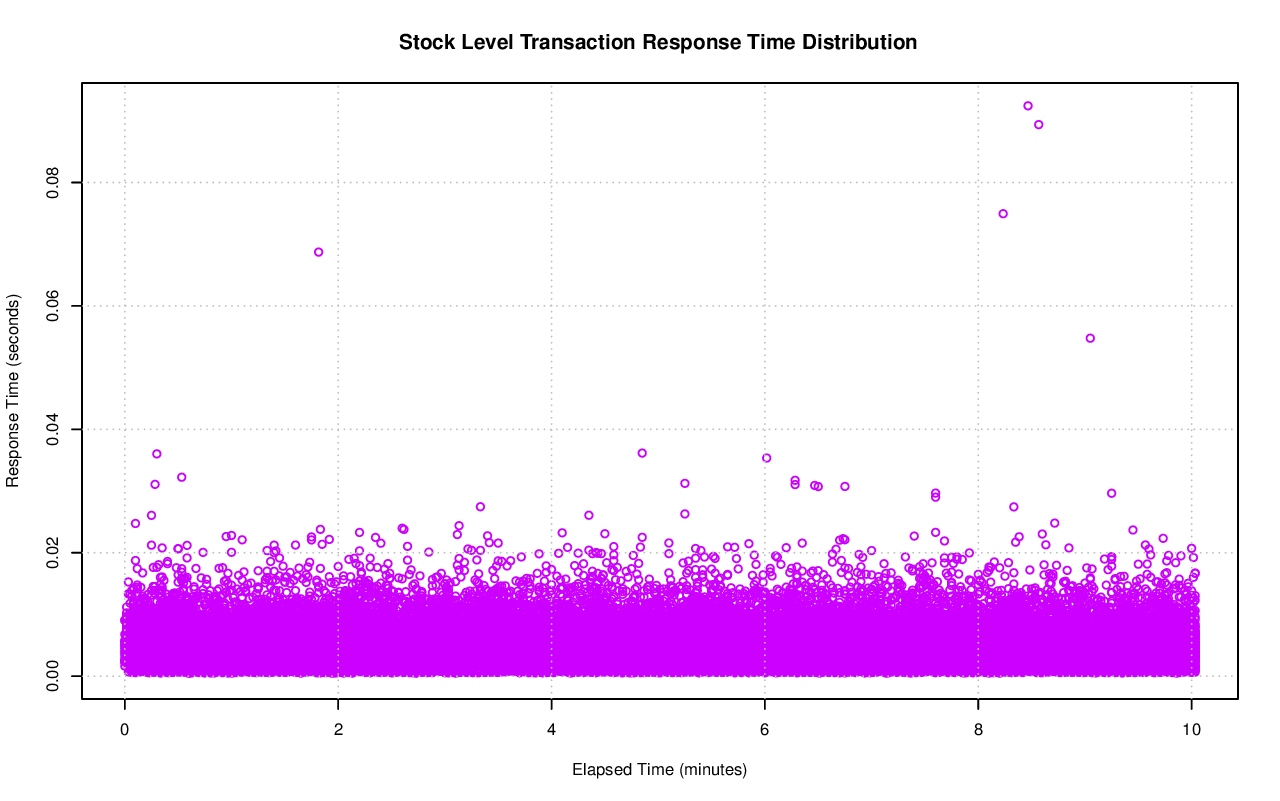 Stock Level Transaction Response Time Distribution
Response Time (seconds)
0.08
0.06
0.04
0.02
0.00
0 2 4 6 8 10
Elapsed Time (minutes)